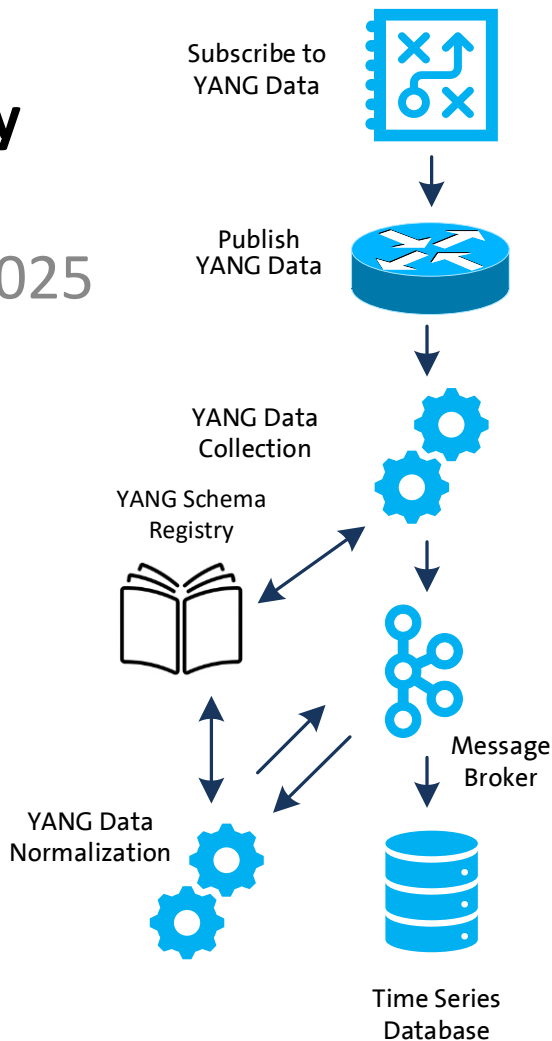 Subscribe to
YANG Data
y
Publish
YANG Data
025
YANG Data
Collection
YANG Schema
Registry
Message
Broker
YANG Data
Normalization
Time Series
Database